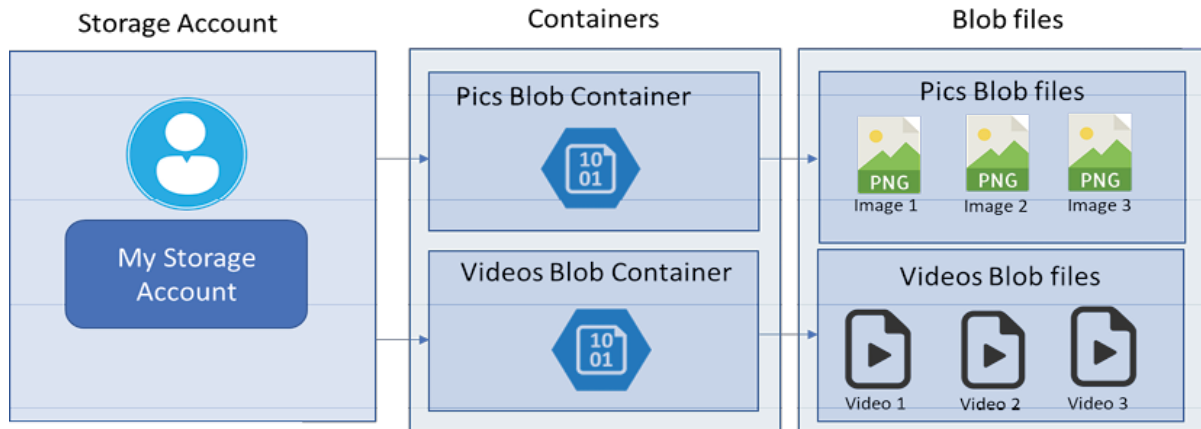 Storage Account
Containers
Blob files
My Storage
Account
Pics Blob Container
10
01
Videos Blob Container
10
01
Pics Blob files
PNG
PNG
PNG
Image 1
Image 2
Image 3
Videos Blob files
Video 1
Video 2
Video 3